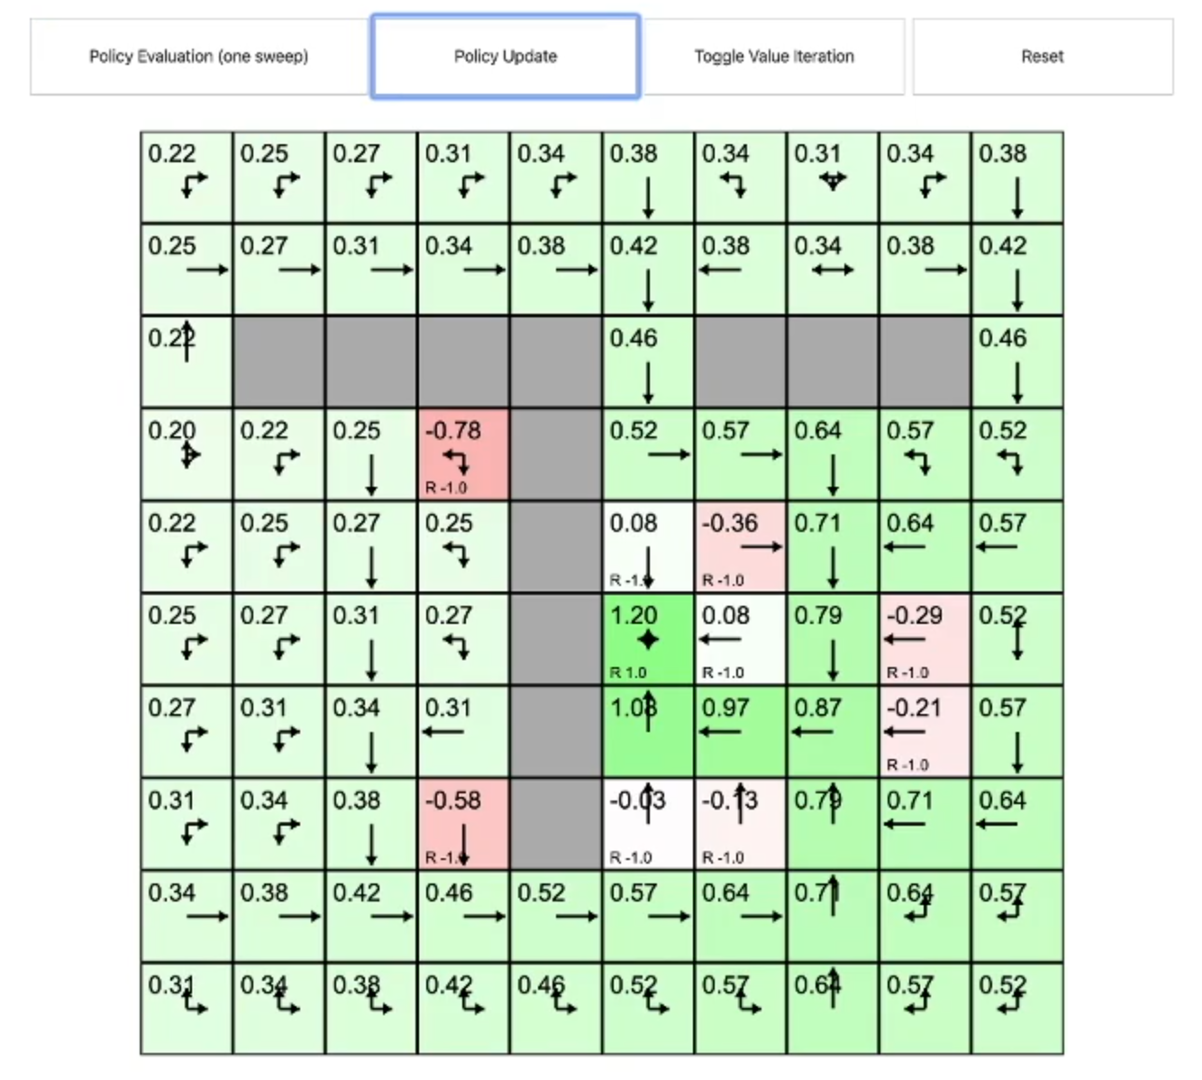 Policy Evaluation (one sweep) Policy Update Toggle Value Iteration Reset
0.22 0.25 0.27 0.31 0.34 0.38 0.34 0.31 0.34 0.38
0.25 0.27 0.31 0.34 0.38 0.42 0.38 0.34 0.38 0.42
0.22 0.46 0.46
0.20 0.22 0.25 -0.78 0.52 0.57 0.64 0.57 0.52
R -1.0
0.22 0.25 0.27 0.25 0.08 -0.36 0.71 0.64 0.57
R -1.0 R -1.0
0.25 0.27 0.31 0.27 1.20 0.08 0.79 -0.29 0.52
R 1.0 R -1.0 R -1.0
0.27 0.31 0.34 0.31 1.08 0.97 0.87 -0.21 0.57
R -1.0
0.31 0.34 0.38 -0.58 -0.03 -0.13 0.79 0.71 0.64
R -1.0 R -1.0 R -1.0
0.34 0.38 0.42 0.46 0.52 0.57 0.64 0.71 0.64 0.57
0.31 0.34 0.38 0.42 0.46 0.52 0.57 0.64 0.57 0.52